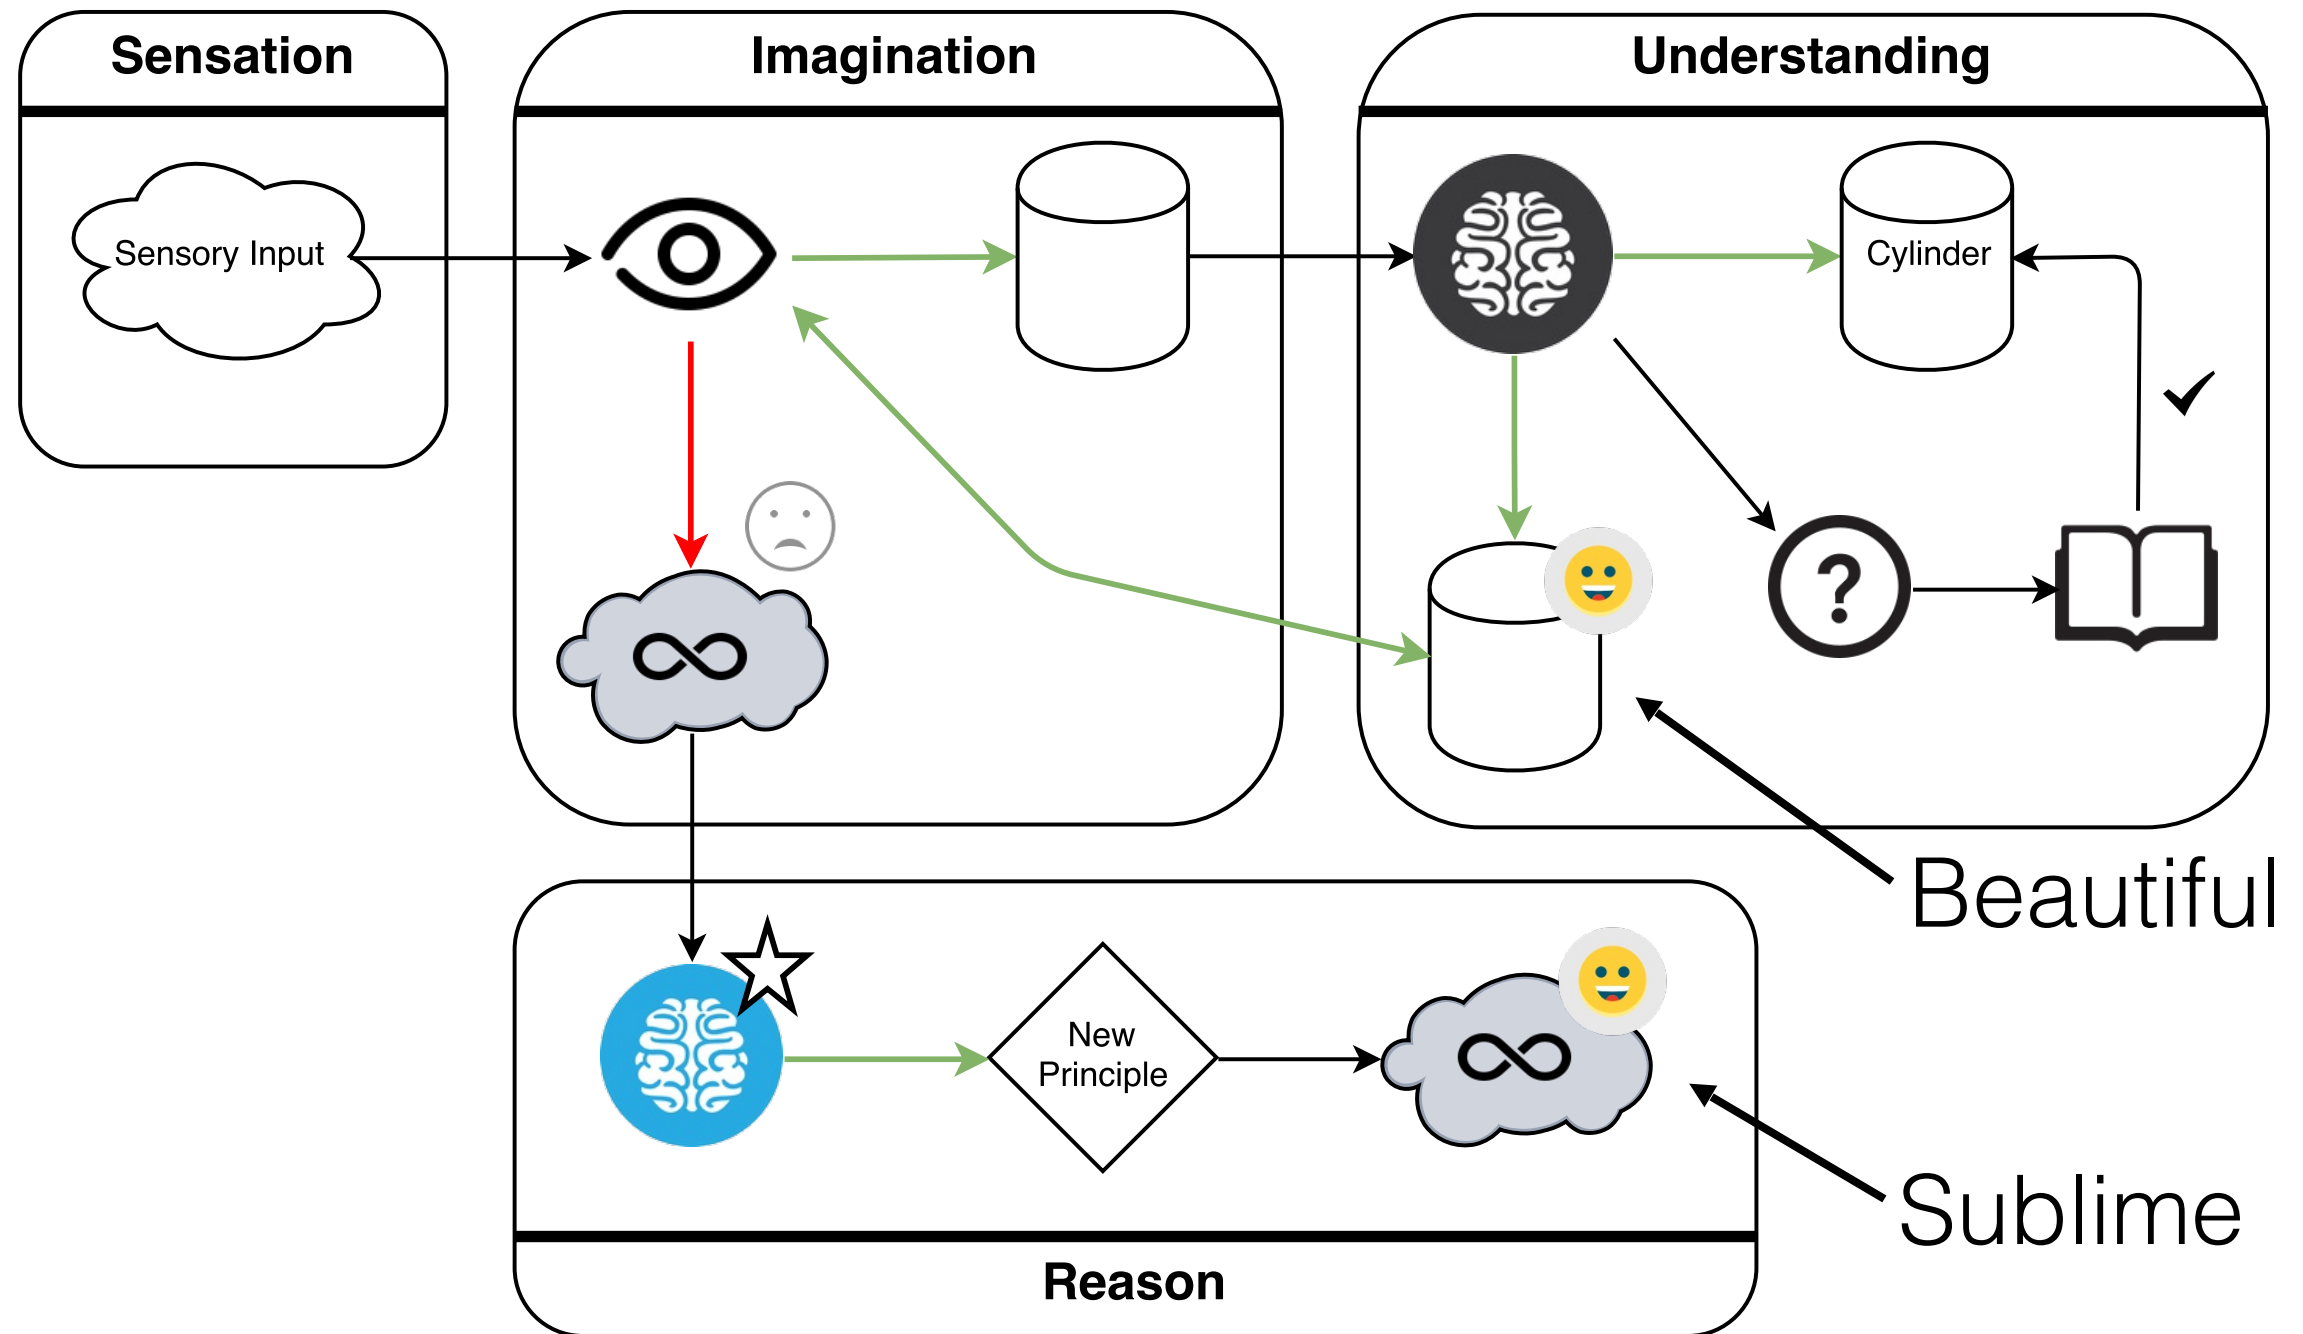 Sensation
Imagination
Understanding
Sensory Input
Cylinder
?
Beautiful
New
Principle
Sublime
Reason